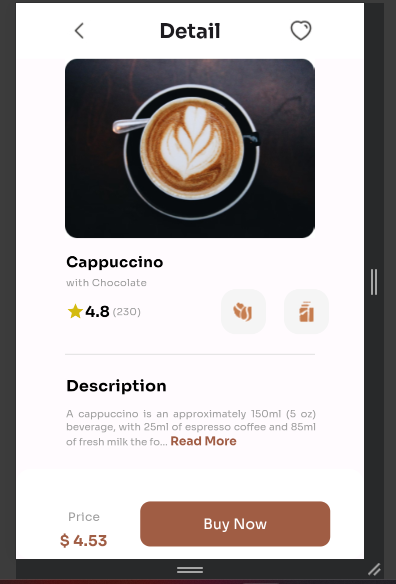 Detail
Cappuccino
with Chocolate
4.8 (230)
Description
A cappuccino is an approximately 150ml (5 oz)
beverage, with 25ml of espresso coffee and 85ml
of fresh milk the fo... Read More
Price
$ 4.53
Buy Now